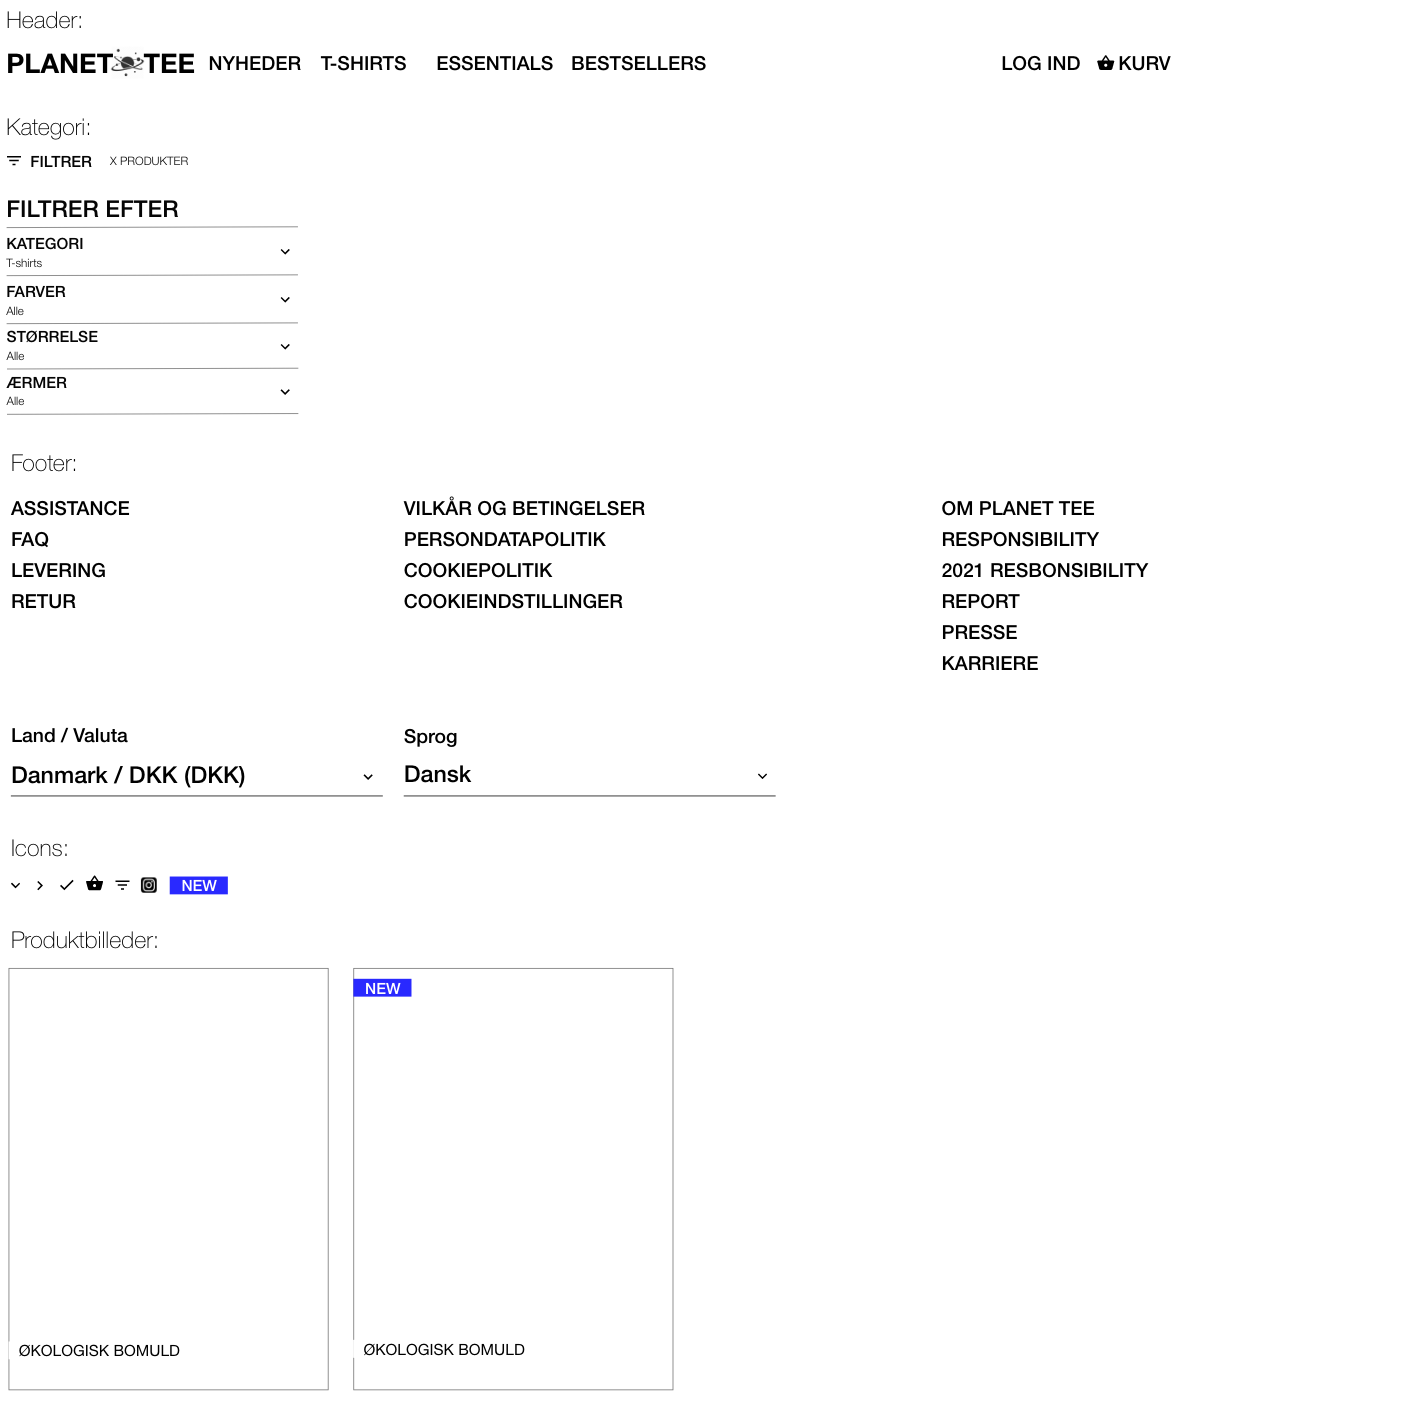 Header:
PLANET TEE NYHEDER T-SHIRTS ESSENTIALS BESTSELLERS LOG IND KURV
Kategori:
FILTRER X PRODUKTER
FILTRER EFTER
KATEGORI
T-shirts
FARVER
Alle
STØRRELSE
Alle
ÆRMER
Alle
Footer:
ASSISTANCE
FAQ
LEVERING
RETUR
VILKÅR OG BETINGELSER
PERSONDATAPOLITIK
COOKIEPOLITIK
COOKIEINDSTILLINGER
OM PLANET TEE
RESPONSIBILITY
2021 RESBONSIBILITY
REPORT
PRESSE
KARRIERE
Land / Valuta
Danmark / DKK (DKK)
Sprog
Dansk
Icons:
NEW
Produktbilleder:
ØKOLOGISK BOMULD
NEW
ØKOLOGISK BOMULD